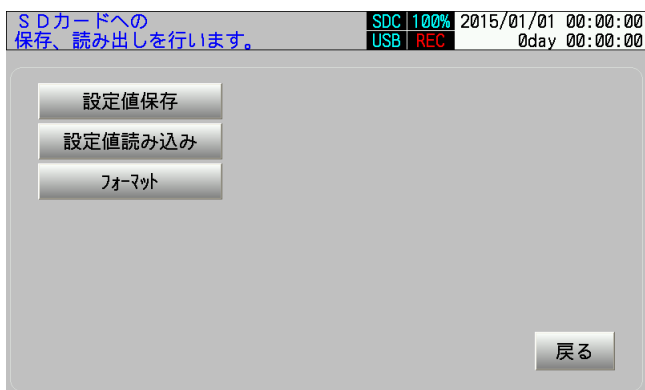 ＳＤカードへの
保存、読み出しを行います。
SDC 100% 2015/01/01 00:00:00
USB REC 0day 00:00:00
設定値保存
設定値読み込み
ﾌｫｰﾏｯﾄ
戻る